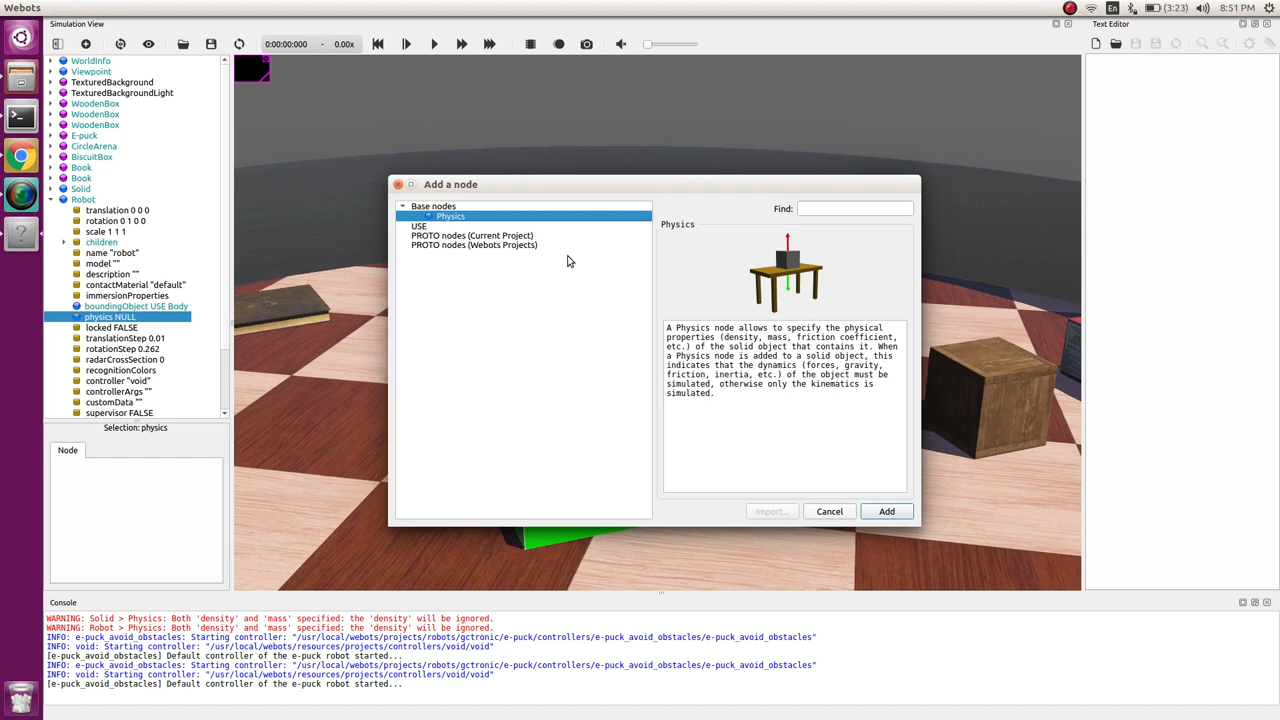 Webots
En
(3:23)
8:51 PM
Simulation View
Text Editor
0:00:00:000 - 0.00x
WorldInfo
Viewpoint
TexturedBackground
TexturedBackgroundLight
WoodenBox
WoodenBox
WoodenBox
E-puck
CircleArena
BiscuitBox
Book
Book
Solid
Robot
translation 0 0 0
rotation 0 1 0 0
scale 1 1 1
children
name "robot"
model ""
description ""
contactMaterial "default"
immersionProperties
boundingObject USE Body
physics NULL
locked FALSE
translationStep 0.01
rotationStep 0.262
radarCrossSection 0
recognitionColors
controller "void"
controllerArgs ""
customData ""
supervisor FALSE
Selection: physics
Node
Add a node
Base nodes
Physics
USE
PROTO nodes (Current Project)
PROTO nodes (Webots Projects)
Find:
Physics
A Physics node allows to specify the physical
properties (density, mass, friction coefficient,
etc.) of the solid object that contains it. When
a Physics node is added to a solid object, this
indicates that the dynamics (forces, gravity,
friction, inertia, etc.) of the object must be
simulated, otherwise only the kinematics is
simulated.
Import...
Cancel
Add
Console
WARNING: Solid > Physics: Both 'density' and 'mass' specified: the 'density' will be ignored.
WARNING: Robot > Physics: Both 'density' and 'mass' specified: the 'density' will be ignored.
INFO: e-puck_avoid_obstacles: Starting controller: "/usr/local/webots/projects/robots/gctronic/e-puck/controllers/e-puck_avoid_obstacles/e-puck_avoid_obstacles"
INFO: void: Starting controller: "/usr/local/webots/resources/projects/controllers/void/void"
[e-puck_avoid_obstacles] Default controller of the e-puck robot started...
INFO: e-puck_avoid_obstacles: Starting controller: "/usr/local/webots/projects/robots/gctronic/e-puck/controllers/e-puck_avoid_obstacles/e-puck_avoid_obstacles"
INFO: void: Starting controller: "/usr/local/webots/resources/projects/controllers/void/void"
[e-puck_avoid_obstacles] Default controller of the e-puck robot started...